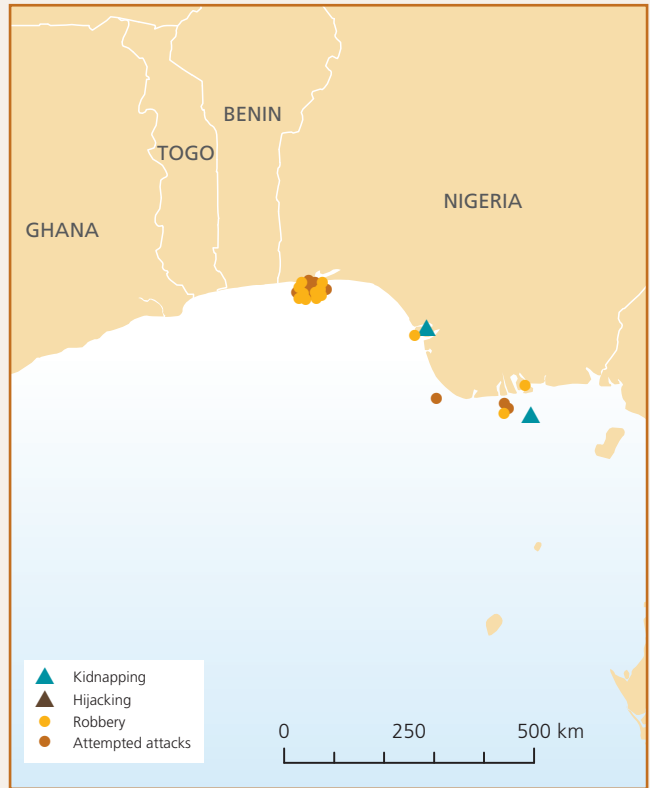 BENIN
TOGO
NIGERIA
GHANA
Kidnapping
Hijacking
Robbery
Attempted attacks
0 250 500 km